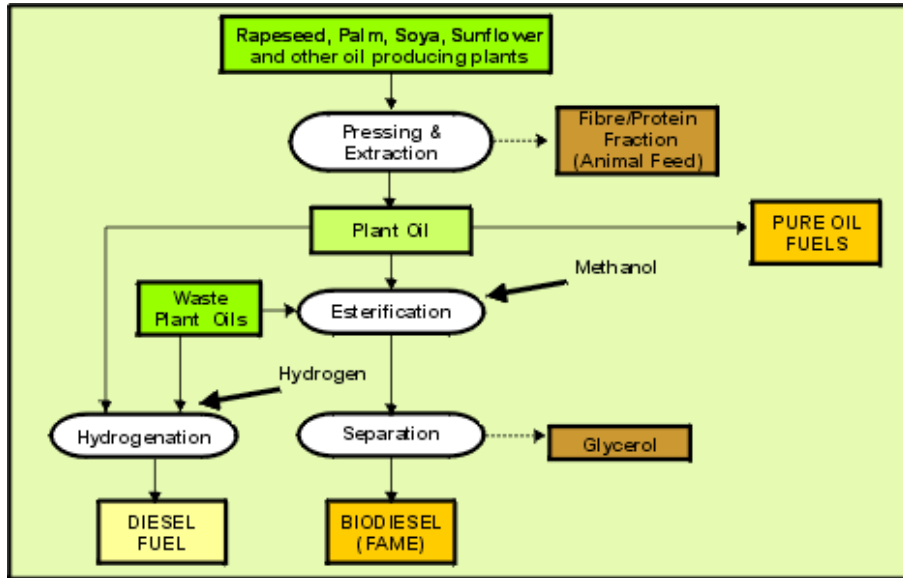 Rapeseed, Palm, Soya, Sunflower
and other oil producing plants
Pressing &
Extraction
Fibre/Protein
Fraction
(Animal Feed)
Plant Oil
PURE OIL
FUELS
Methanol
Waste
Plant Oils
Esterification
Hydrogen
Hydrogenation
Separation
Glycerol
DIESEL
FUEL
BIODIESEL
(FAME)